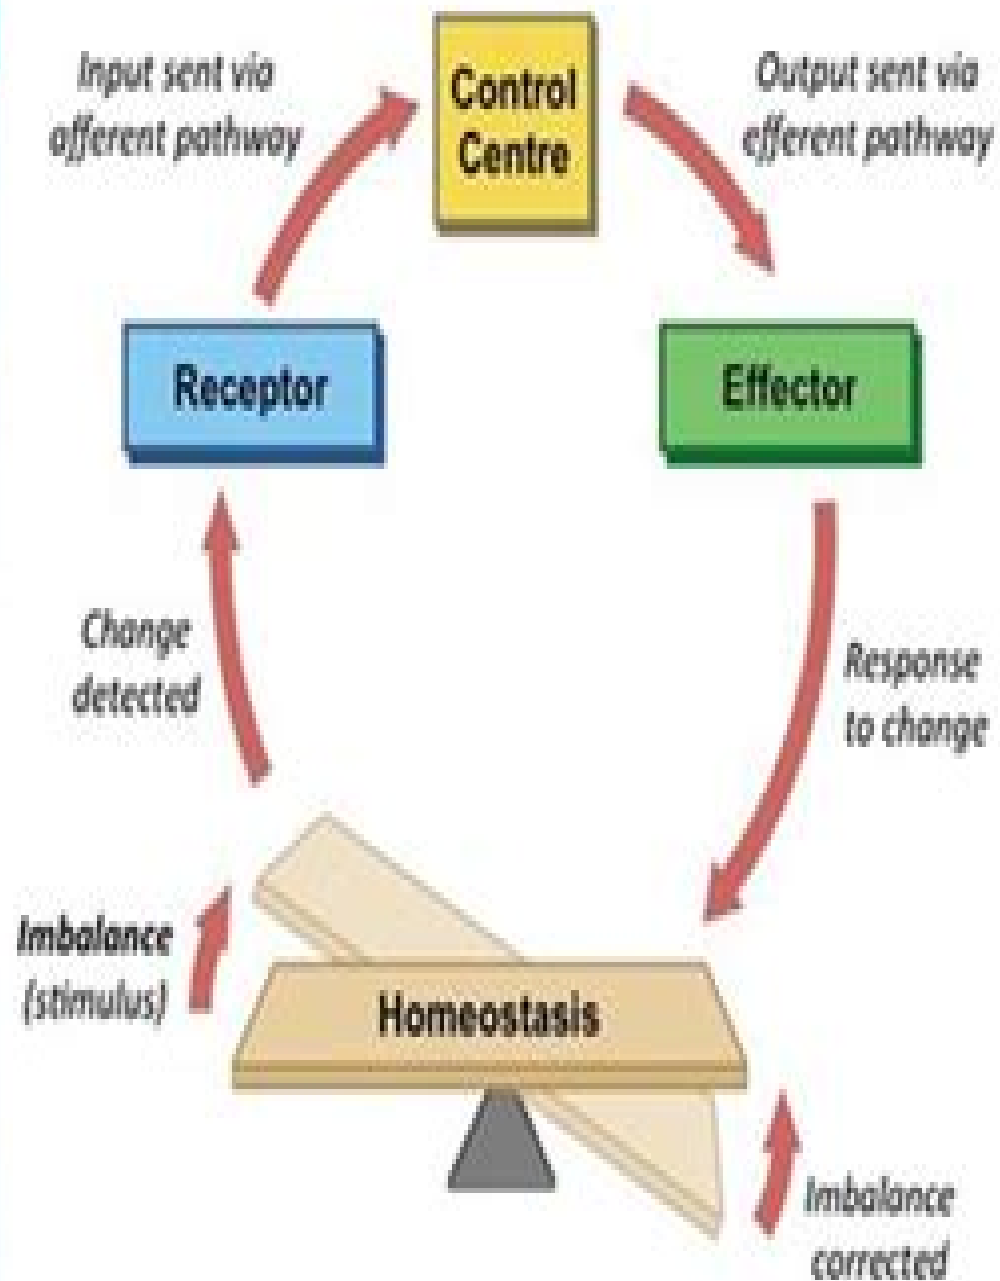 Input sent via
afferent pathway
Control
Centre
Output sent via
efferent pathway
Receptor
Effector
Change
detected
Response
to change
Imbalance
(stimulus)
Homeostasis
Imbalance
corrected